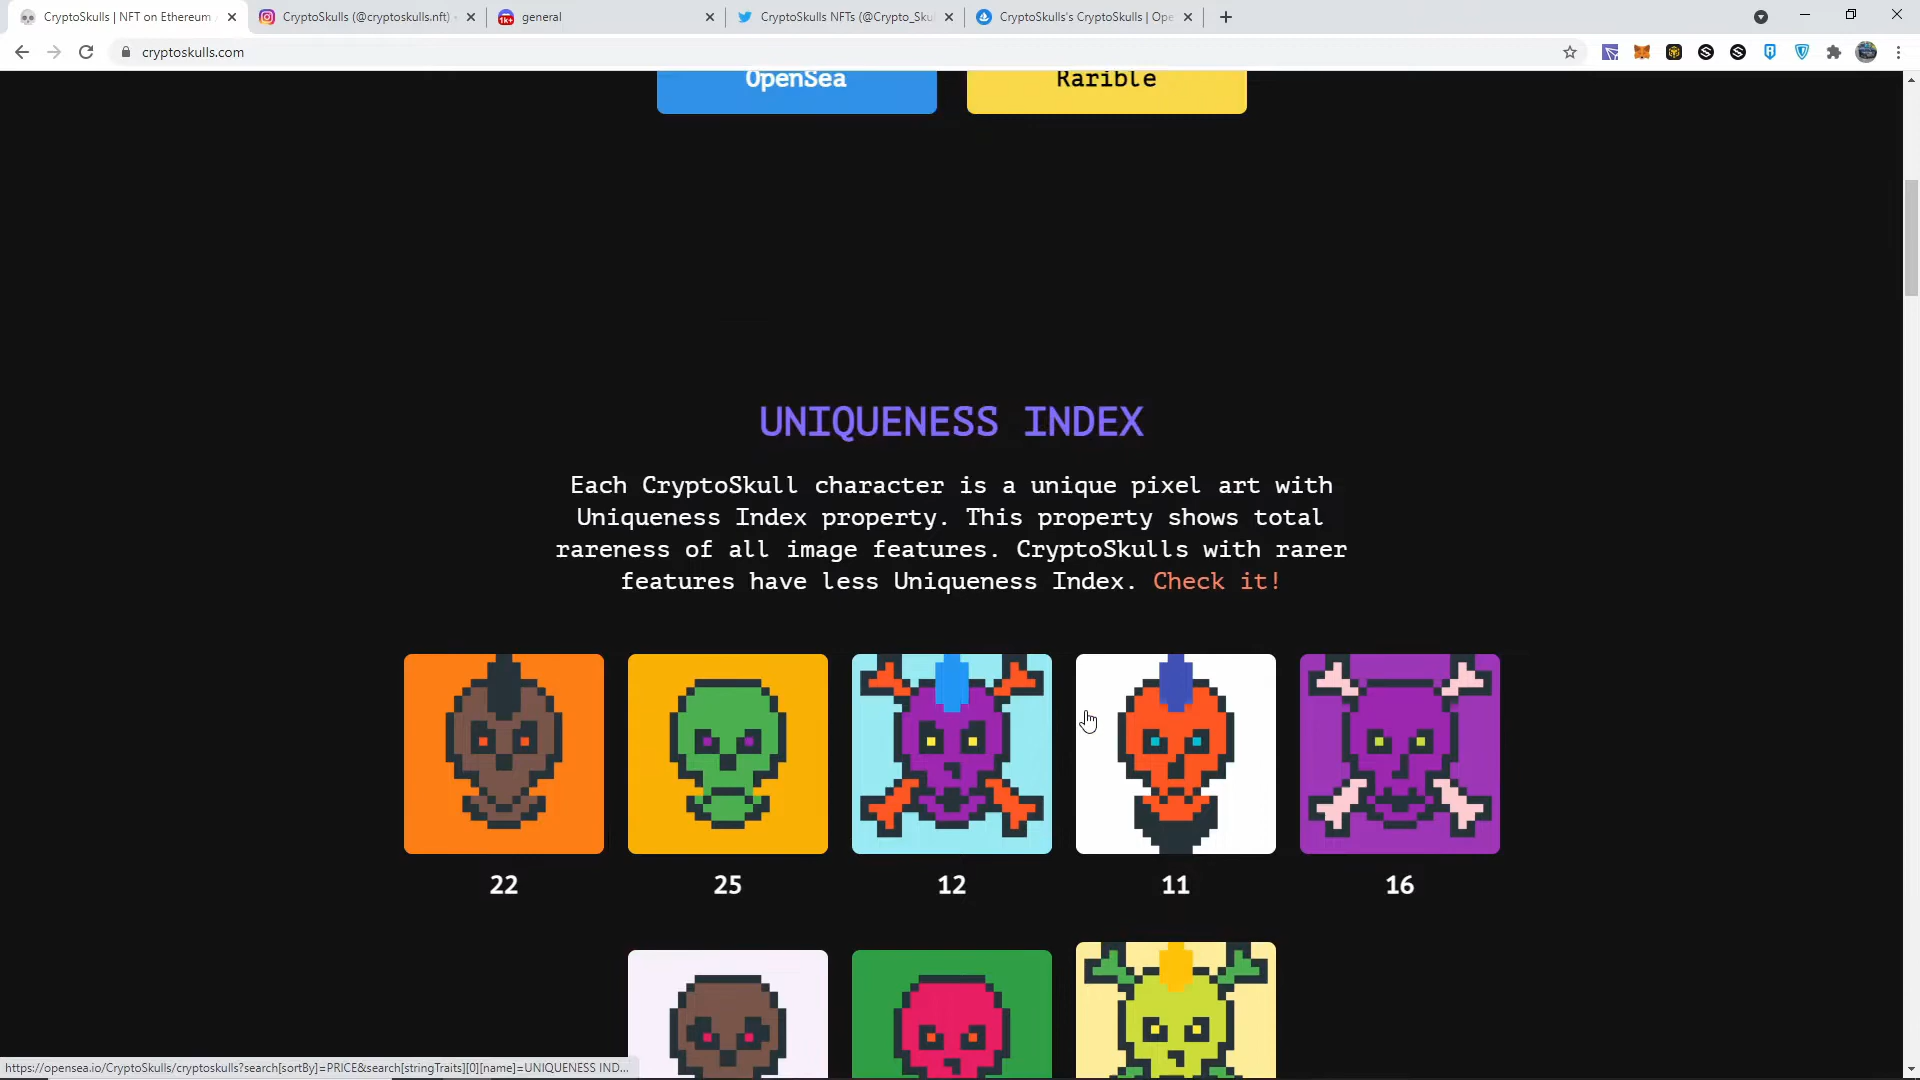 CryptoSkulls | NFT on Ethereum
CryptoSkulls (@cryptoskulls.nft)
1k+
general
CryptoSkulls NFTs (@Crypto_Sku
CryptoSkulls's CryptoSkulls | Ope
cryptoskulls.com
OpenSea
Rarible
UNIQUENESS INDEX
Each CryptoSkull character is a unique pixel art with
Uniqueness Index property. This property shows total
rareness of all image features. CryptoSkulls with rarer
features have less Uniqueness Index. Check it!
22
25
12
11
16
https://opensea.io/CryptoSkulls/cryptoskulls?search[sortBy]=PRICE&search[stringTraits][0][name]=UNIQUENESS IND...